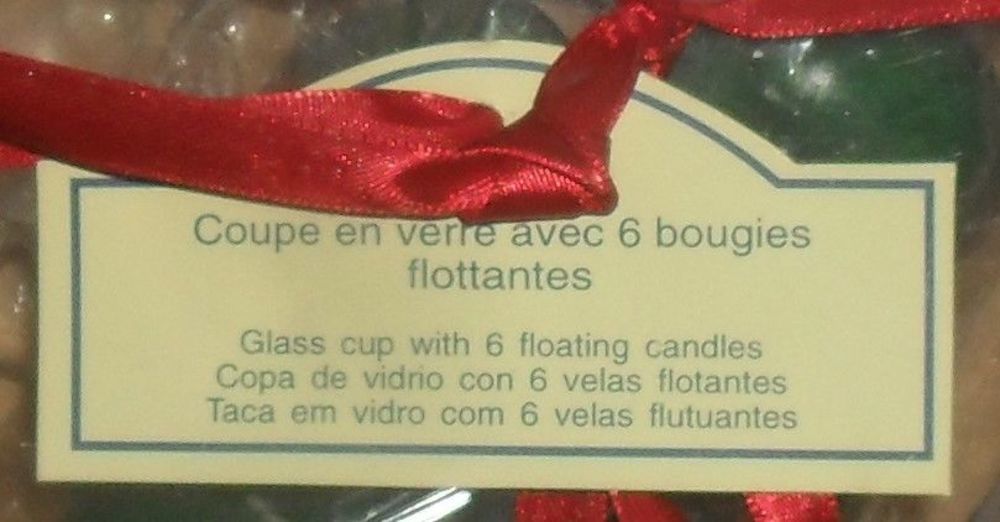 Coupe en verre avec 6 bougies
flottantes
Glass cup with 6 floating candles
Copa de vidrio con 6 velas flotantes
Taca em vidro com 6 velas flutuantes